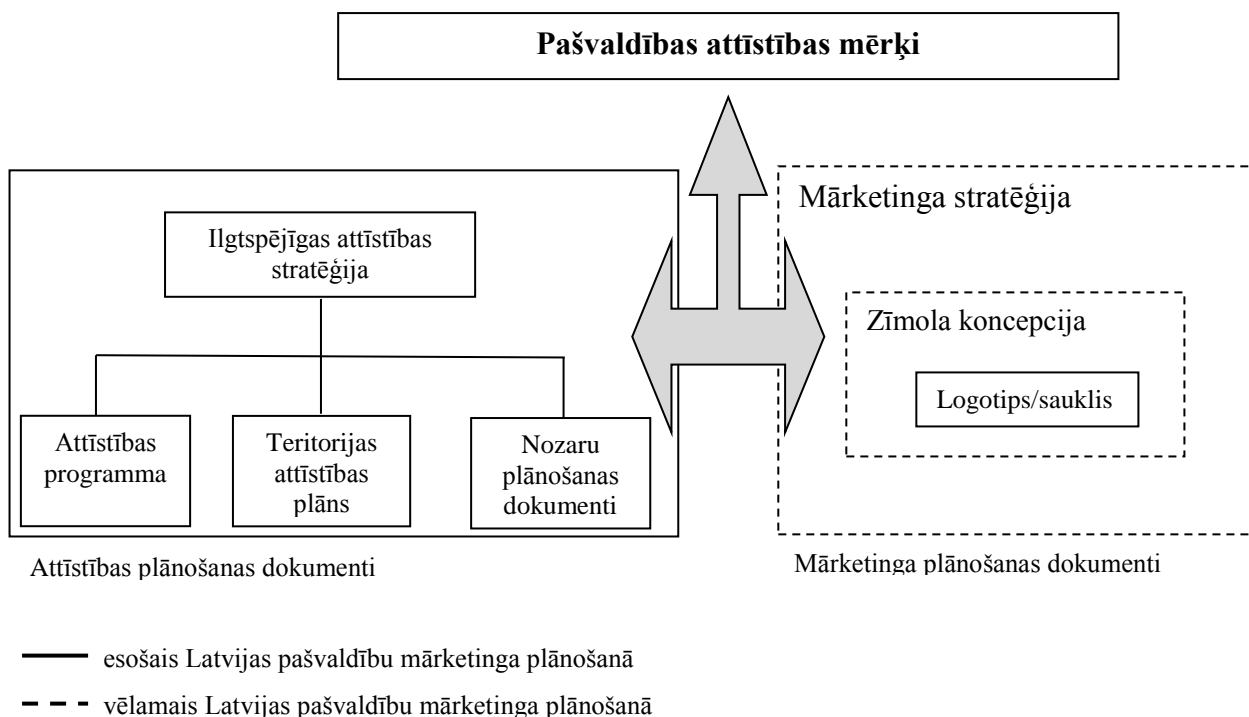 Pašvaldības attīstības mērķi
Ilgtspējīgas attīstības
stratēģija
Attīstības
programma
Teritorijas
attīstības
plāns
Nozaru
plānošanas
dokumenti
Attīstības plānošanas dokumenti
Mārketinga stratēģija
Zīmola koncepcija
Logotips/sauklis
Mārketinga plānošanas dokumenti
esošais Latvijas pašvaldību mārketinga plānošanā
vēlamais Latvijas pašvaldību mārketinga plānošanā